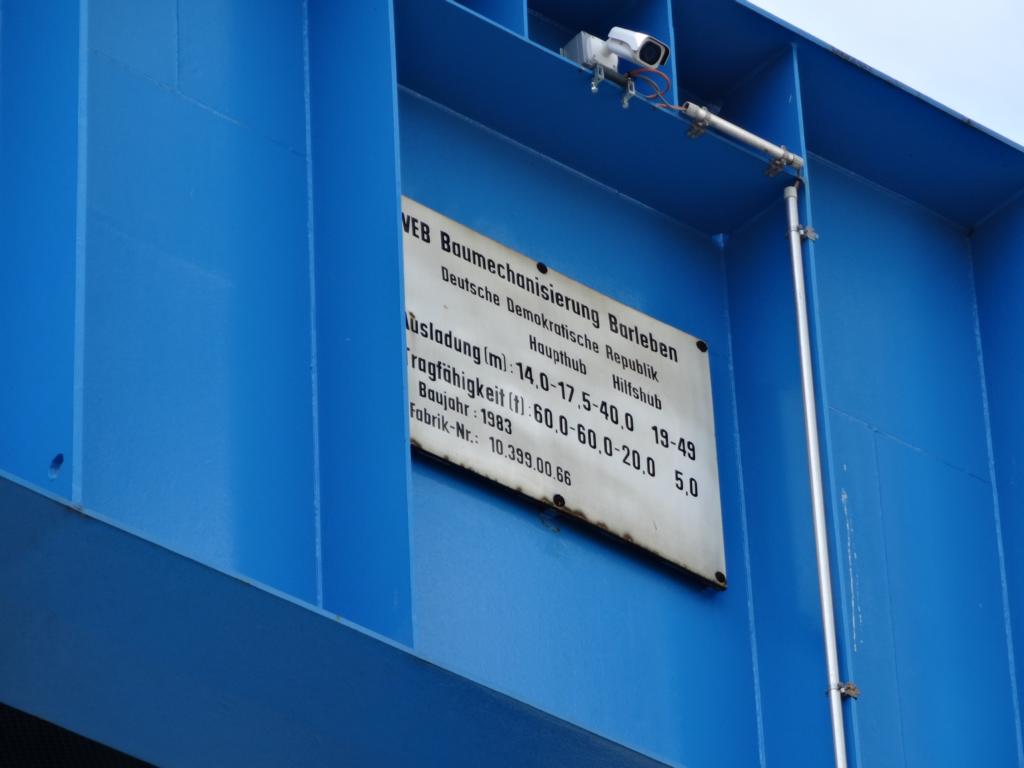 VEB Baumechanisierung Barleben
Deutsche Demokratische Republik
Haupthub Hilfshub
Ausladung (m): 14,0-17,5-40,0 19-49
Tragfähigkeit (t): 60,0-60,0-20,0 5,0
Baujahr: 1983
Fabrik-Nr.: 10.399.00.66